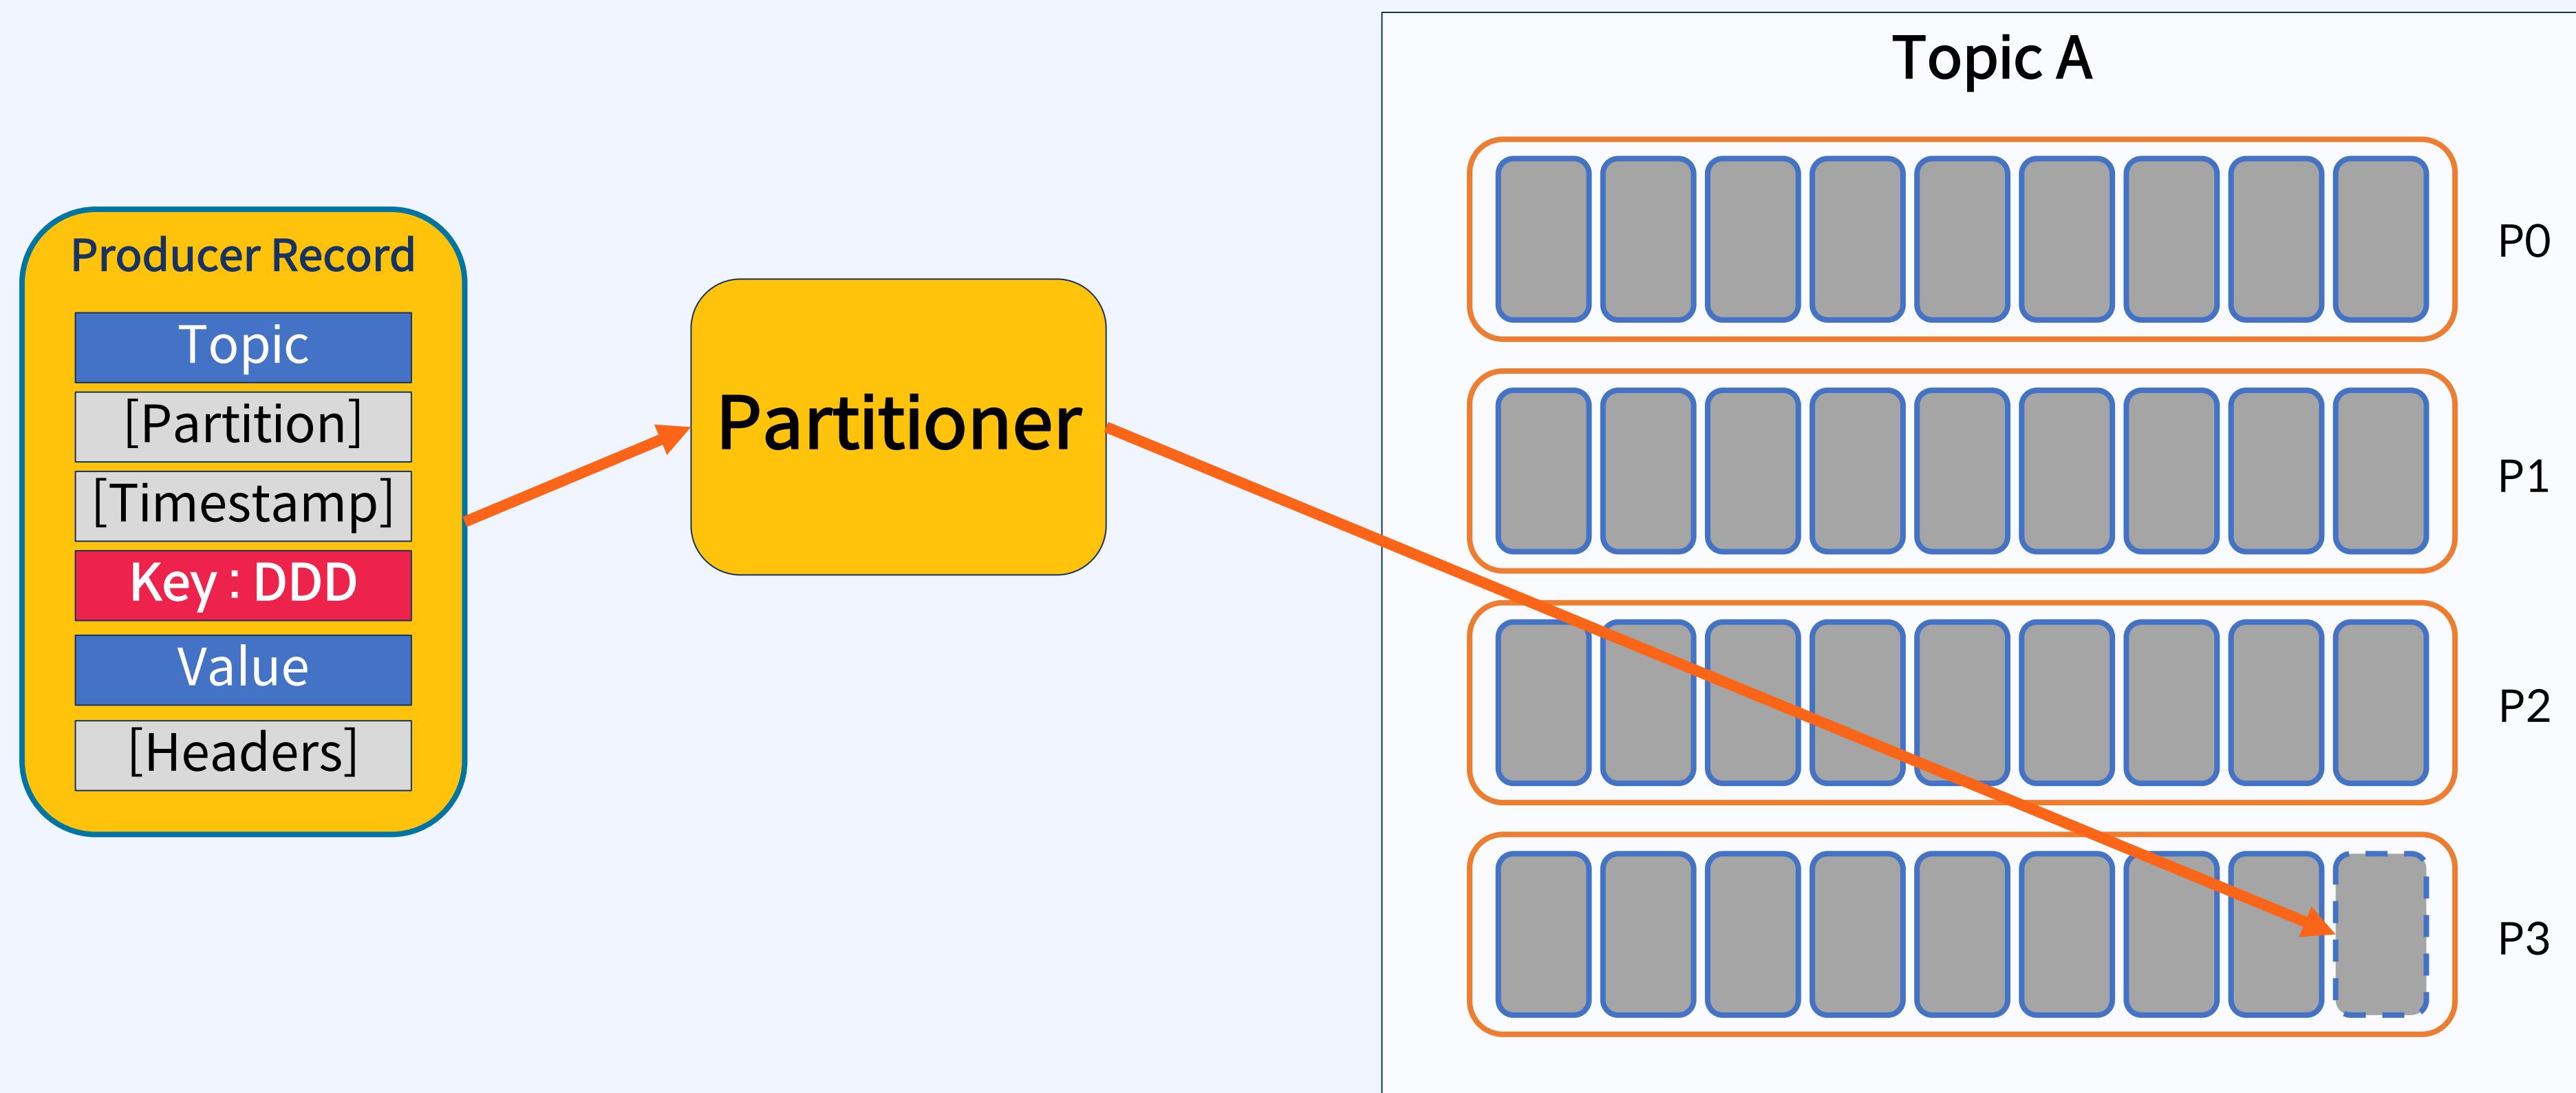 Producer Record
Topic
[Partition]
[Timestamp]
Key : DDD
Value
[Headers]
Partitioner
Topic A
P0
P1
P2
P3